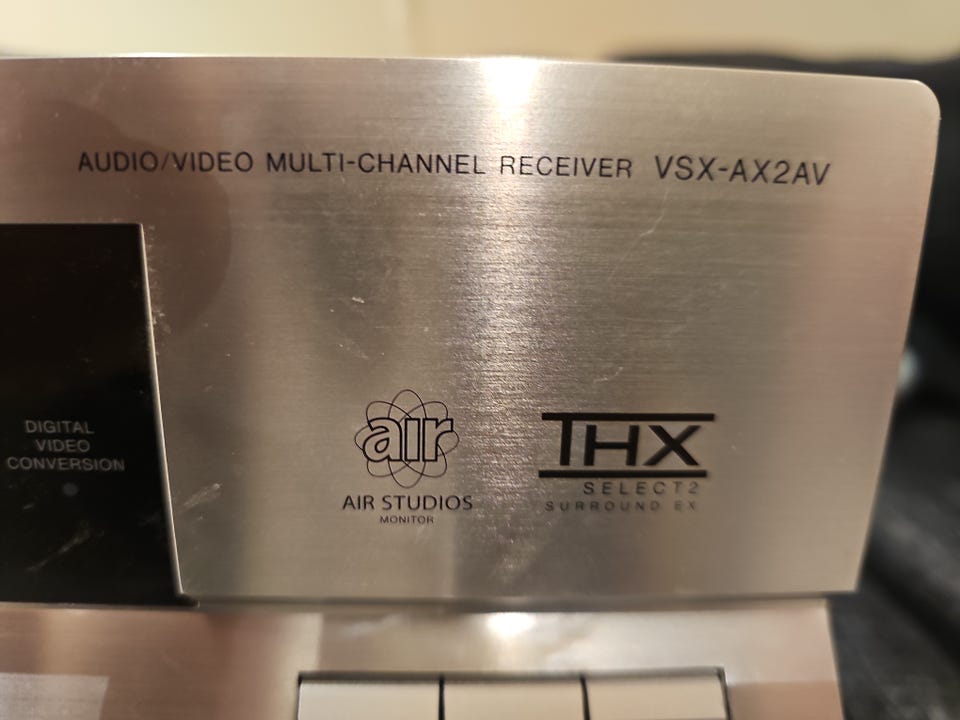 AUDIO/VIDEO MULTI-CHANNEL RECEIVER VSX-AX2AV
DIGITAL
VIDEO
CONVERSION
air
AIR STUDIOS
MONITOR
THX
SELECT2
SURROUND EX